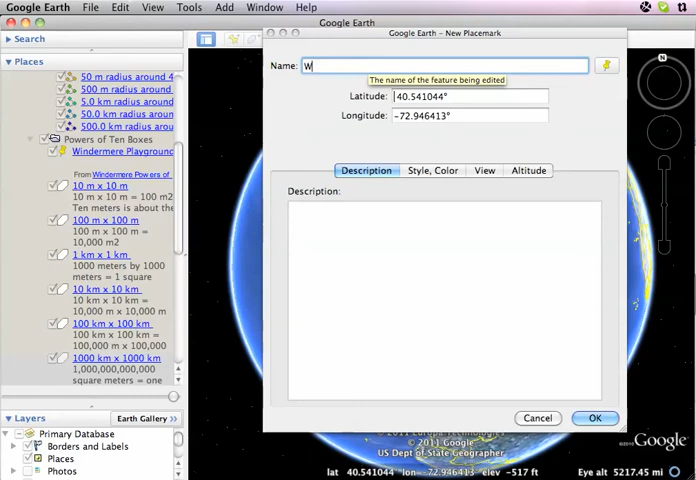 Google Earth File Edit View Tools Add Window Help
Google Earth
Search
Places
50 m radius around 4
500 m radius around
5.0 km radius around
50.0 km radius around
500.0 km radius arou
Powers of Ten Boxes
Windermere Playground
From Windermere Powers of
10 m x 10 m
10 m x 10 m = 100 m2
Ten meters is about the
100 m x 100 m
100 m x 100 m =
10,000 m2
1 km x 1 km
1000 meters by 1000
meters = 1 square
10 km x 10 km
10 km x 10 km =
10,000 m x 10,000 m
100 km x 100 km
100 km x 100 km =
100,000 m x 100,000
1000 km x 1000 km
1,000,000,000,000
square meters = one
Layers
Earth Gallery >>
Primary Database
Borders and Labels
Places
Photos
Google Earth - New Placemark
Name: W
The name of the feature being edited
Latitude: 40.541044°
Longitude: -72.946413°
Description Style, Color View Altitude
Description:
Cancel OK
N
© 2011 Europa Technologies
© 2011 Google
US Dept of State Geographer
©2010 Google
lat 40.541044° lon -72.946413° elev -517 ft Eye alt 5217.45 mi